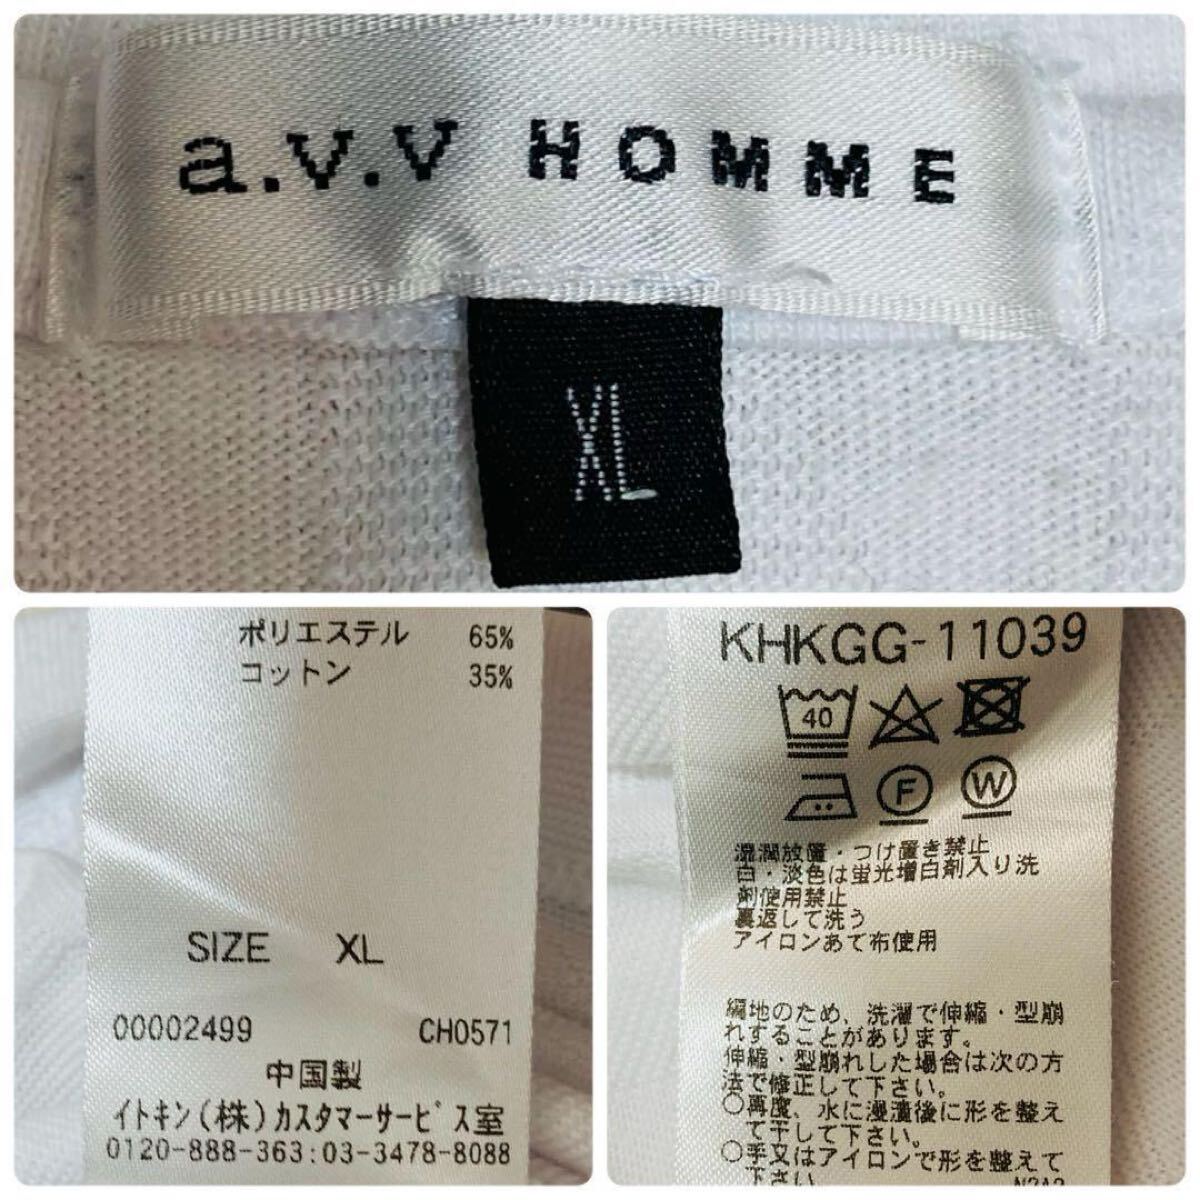 a.v.v HOMME
XL
ポリエステル 65%
コットン 35%
SIZE XL
00002499 CH0571
中国製
イトキン(株)カスタマーサービス室
0120-888-363:03-3478-8088
KHKGG-11039
40
F W
湿潤放置・つけ置き禁止
白・淡色は蛍光増白剤入り洗
剤使用禁止
裏返して洗う
アイロンあて布使用
編地のため、洗濯で伸縮・型崩
れすることがあります。
伸縮・型崩れした場合は次の方
法で修正して下さい。
○再度、水に浸漬後に形を整え
て干して下さい。
○手又はアイロンで形を整えて
下さい